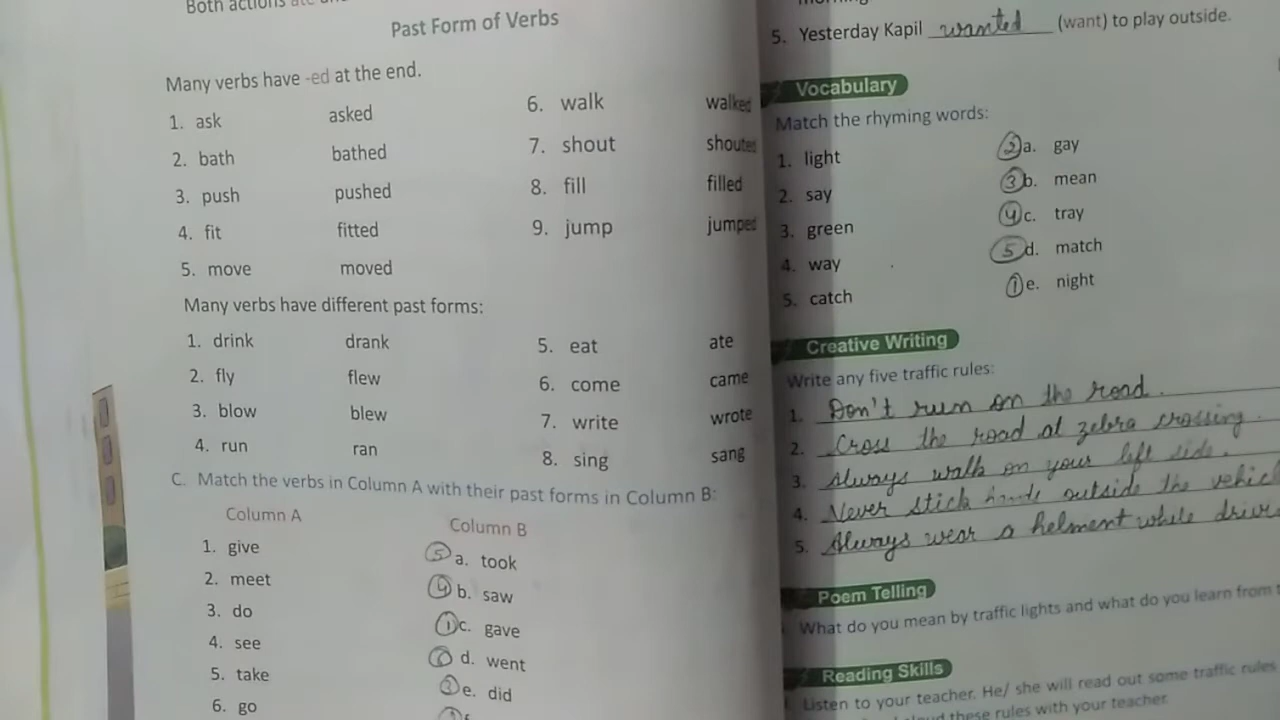 Both actions ate
Past Form of Verbs
Many verbs have -ed at the end.
1. ask asked
2. bath bathed
3. push pushed
4. fit fitted
5. move moved
6. walk walked
7. shout shouted
8. fill filled
9. jump jumped
Many verbs have different past forms:
1. drink drank
2. fly flew
3. blow blew
4. run ran
5. eat ate
6. come came
7. write wrote
8. sing sang
C. Match the verbs in Column A with their past forms in Column B:
Column A Column B
1. give 5 a. took
2. meet 4 b. saw
3. do 1 c. gave
4. see 6 d. went
5. take 3 e. did
6. go
5. Yesterday Kapil wanted (want) to play outside.
Vocabulary
Match the rhyming words:
1. light 2 a. gay
2. say 3 b. mean
3. green 4 c. tray
4. way 5 d. match
5. catch 1 e. night
Creative Writing
Write any five traffic rules:
1. Don't run on the road.
2. Cross the road at zebra crossing.
3. Always walk on your left side.
4. Never stick hands outside the
5. Always wear a helment while
Poem Telling
What do you mean by traffic lights and what do you learn from
Reading Skills
Listen to your teacher. He/ she will read out some traffic rules
these rules with your teacher.